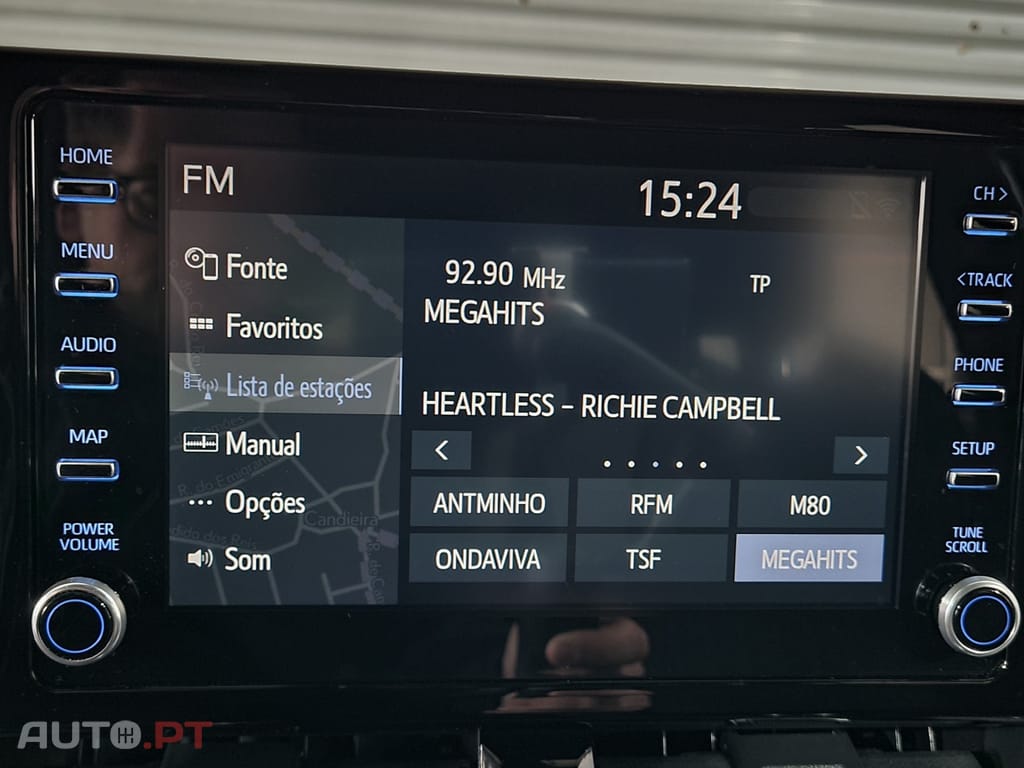 HOME
MENU
AUDIO
MAP
POWER
VOLUME
FM
15:24
Fonte
Favoritos
Lista de estações
Manual
Opções
Som
Candieira
92.90 MHz
TP
MEGAHITS
HEARTLESS – RICHIE CAMPBELL
<
>
ANTMINHO
RFM
M80
ONDAVIVA
TSF
MEGAHITS
CH >
< TRACK
PHONE
SETUP
TUNE
SCROLL
AUTO.PT